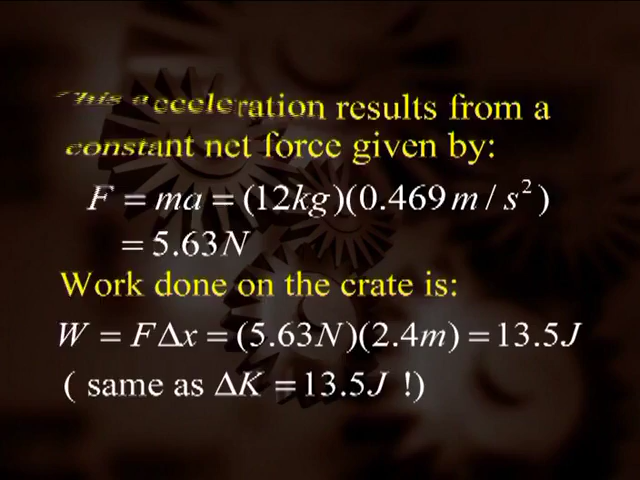 This acceleration results from a
constant net force given by:
F = ma = (12kg)(0.469 m / s²)
= 5.63N
Work done on the crate is:
W = FΔx = (5.63N)(2.4m) = 13.5J
( same as ΔK = 13.5J !)